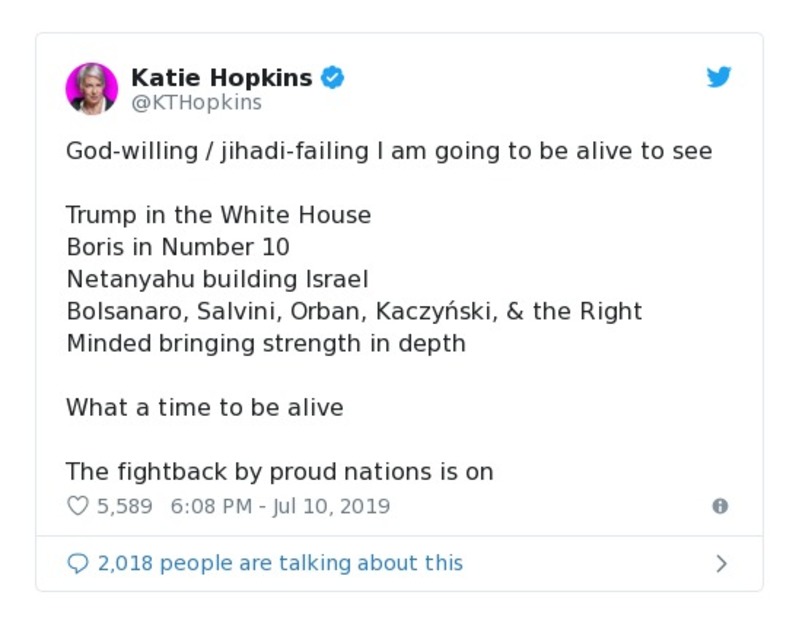 Katie Hopkins
@KTHopkins
God-willing / jihadi-failing I am going to be alive to see
Trump in the White House
Boris in Number 10
Netanyahu building Israel
Bolsanaro, Salvini, Orban, Kaczyński, & the Right
Minded bringing strength in depth
What a time to be alive
The fightback by proud nations is on
5,589 6:08 PM - Jul 10, 2019
2,018 people are talking about this